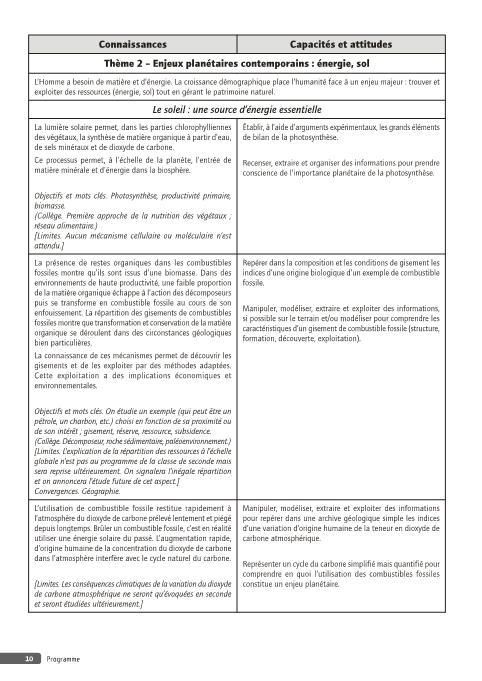 Connaissances
Capacités et attitudes
Thème 2 – Enjeux planétaires contemporains : énergie, sol
L'Homme a besoin de matière et d'énergie. La croissance démographique place l'humanité face à un enjeu majeur : trouver et
exploiter des ressources (énergie, sol) tout en gérant le patrimoine naturel.
Le soleil : une source d'énergie essentielle
La lumière solaire permet, dans les parties chlorophylliennes
des végétaux, la synthèse de matière organique à partir d'eau,
de sels minéraux et de dioxyde de carbone.
Ce processus permet, à l'échelle de la planète, l'entrée de
matière minérale et d'énergie dans la biosphère.
Objectifs et mots clés. Photosynthèse, productivité primaire,
biomasse.
(Collège. Première approche de la nutrition des végétaux ;
réseau alimentaire.)
[Limites. Aucun mécanisme cellulaire ou moléculaire n'est
attendu.]
Établir, à l'aide d'arguments expérimentaux, les grands éléments
de bilan de la photosynthèse.
Recenser, extraire et organiser des informations pour prendre
conscience de l'importance planétaire de la photosynthèse.
La présence de restes organiques dans les combustibles
fossiles montre qu'ils sont issus d'une biomasse. Dans des
environnements de haute productivité, une faible proportion
de la matière organique échappe à l'action des décomposeurs
puis se transforme en combustible fossile au cours de son
enfouissement. La répartition des gisements de combustibles
fossiles montre que transformation et conservation de la matière
organique se déroulent dans des circonstances géologiques
bien particulières.
La connaissance de ces mécanismes permet de découvrir les
gisements et de les exploiter par des méthodes adaptées.
Cette exploitation a des implications économiques et
environnementales.
Objectifs et mots clés. On étudie un exemple (qui peut être un
pétrole, un charbon, etc.) choisi en fonction de sa proximité ou
de son intérêt ; gisement, réserve, ressource, subsidence.
(Collège. Décomposeur, roche sédimentaire, paléoenvironnement.)
[Limites. L'explication de la répartition des ressources à l'échelle
globale n'est pas au programme de la classe de seconde mais
sera reprise ultérieurement. On signalera l'inégale répartition
et on annoncera l'étude future de cet aspect.]
Convergences. Géographie.
Repérer dans la composition et les conditions de gisement les
indices d'une origine biologique d'un exemple de combustible
fossile.
Manipuler, modéliser, extraire et exploiter des informations,
si possible sur le terrain et/ou modéliser pour comprendre les
caractéristiques d'un gisement de combustible fossile (structure,
formation, découverte, exploitation).
L'utilisation de combustible fossile restitue rapidement à
l'atmosphère du dioxyde de carbone prélevé lentement et piégé
depuis longtemps. Brûler un combustible fossile, c'est en réalité
utiliser une énergie solaire du passé. L'augmentation rapide,
d'origine humaine de la concentration du dioxyde de carbone
dans l'atmosphère interfère avec le cycle naturel du carbone.
[Limites. Les conséquences climatiques de la variation du dioxyde
de carbone atmosphérique ne seront qu'évoquées en seconde
et seront étudiées ultérieurement.]
Manipuler, modéliser, extraire et exploiter des informations
pour repérer dans une archive géologique simple les indices
d'une variation d'origine humaine de la teneur en dioxyde de
carbone atmosphérique.
Représenter un cycle du carbone simplifié mais quantifié pour
comprendre en quoi l'utilisation des combustibles fossiles
constitue un enjeu planétaire.
10 Programme